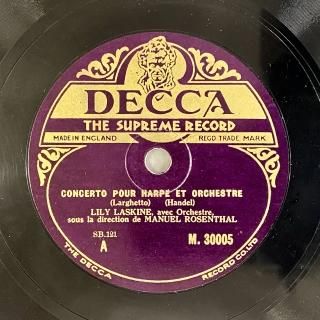 DECCA
THE SUPREME RECORD
MADE IN ENGLAND REGD. TRADE MARK.
CONCERTO POUR HARPE ET ORCHESTRE
(Larghetto) (Handel)
LILY LASKINE, avec Orchestre,
sous la direction de MANUEL ROSENTHAL
SB.121
A M. 30005
THE DECCA RECORD CO. LTD